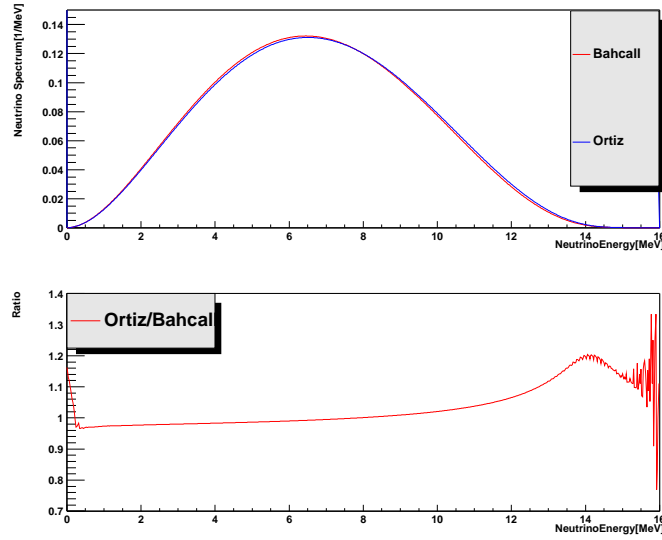 Neutrino Spectrum[1/MeV]
0.14
0.12
0.1
0.08
0.06
0.04
0.02
0
Bahcall
Ortiz
0 2 4 6 8 10 12 14 16
NeutrinoEnergy[MeV]
Ratio
1.4
1.3
1.2
1.1
1
0.9
0.8
0.7
Ortiz/Bahcall
0 2 4 6 8 10 12 14 16
NeutrinoEnergy[MeV]